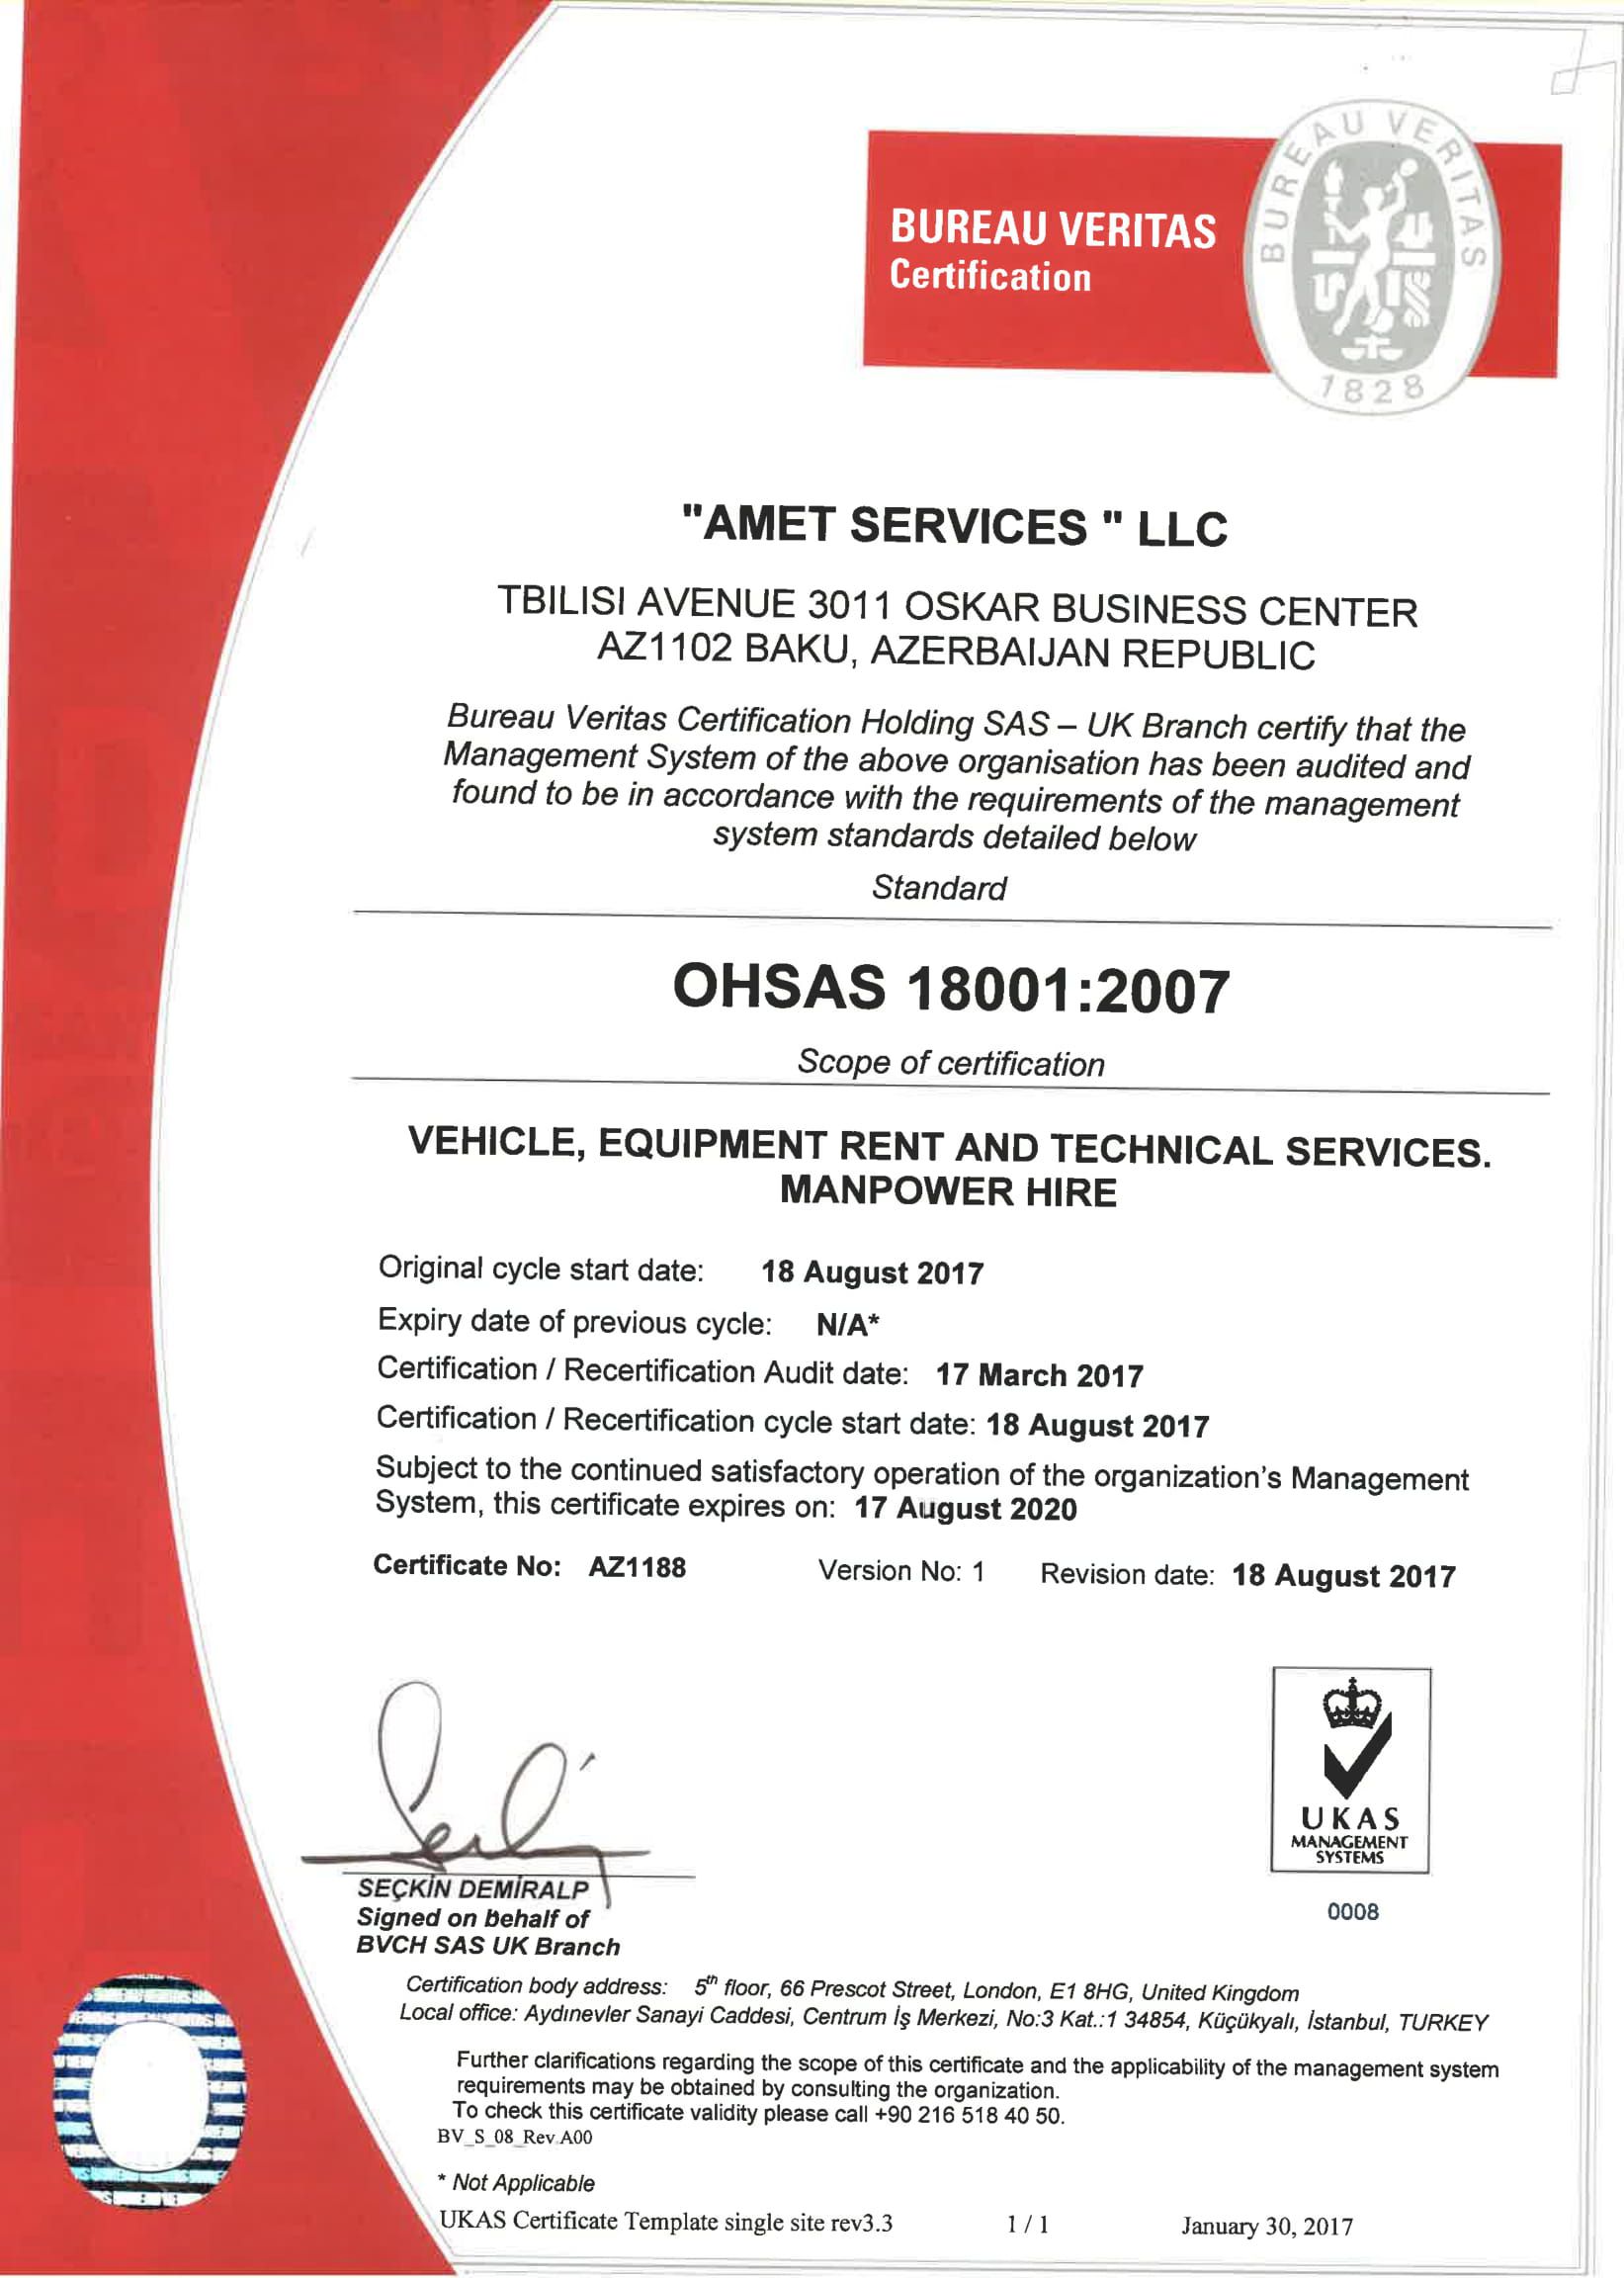 BUREAU VERITAS
Certification
BUREAU VERITAS
1828
"AMET SERVICES " LLC
TBILISI AVENUE 3011 OSKAR BUSINESS CENTER
AZ1102 BAKU, AZERBAIJAN REPUBLIC
Bureau Veritas Certification Holding SAS – UK Branch certify that the
Management System of the above organisation has been audited and
found to be in accordance with the requirements of the management
system standards detailed below
Standard
OHSAS 18001:2007
Scope of certification
VEHICLE, EQUIPMENT RENT AND TECHNICAL SERVICES.
MANPOWER HIRE
Original cycle start date: 18 August 2017
Expiry date of previous cycle: N/A*
Certification / Recertification Audit date: 17 March 2017
Certification / Recertification cycle start date: 18 August 2017
Subject to the continued satisfactory operation of the organization's Management
System, this certificate expires on: 17 August 2020
Certificate No: AZ1188 Version No: 1 Revision date: 18 August 2017
UKAS
MANAGEMENT
SYSTEMS
0008
SEÇKİN DEMİRALP
Signed on behalf of
BVCH SAS UK Branch
Certification body address: 5th floor, 66 Prescot Street, London, E1 8HG, United Kingdom
Local office: Aydınevler Sanayi Caddesi, Centrum İş Merkezi, No:3 Kat.:1 34854, Küçükyalı, İstanbul, TURKEY
Further clarifications regarding the scope of this certificate and the applicability of the management system
requirements may be obtained by consulting the organization.
To check this certificate validity please call +90 216 518 40 50.
BV_S_08_Rev.A00
* Not Applicable
UKAS Certificate Template single site rev3.3 1 / 1 January 30, 2017